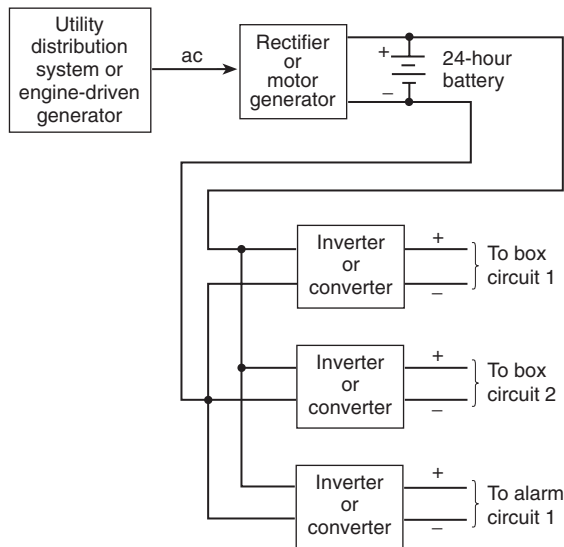 Utility
distribution
system or
engine-driven
generator
ac
Rectifier
or
motor
generator
+
–
24-hour
battery
Inverter
or
converter
+
–
To box
circuit 1
Inverter
or
converter
+
–
To box
circuit 2
Inverter
or
converter
+
–
To alarm
circuit 1